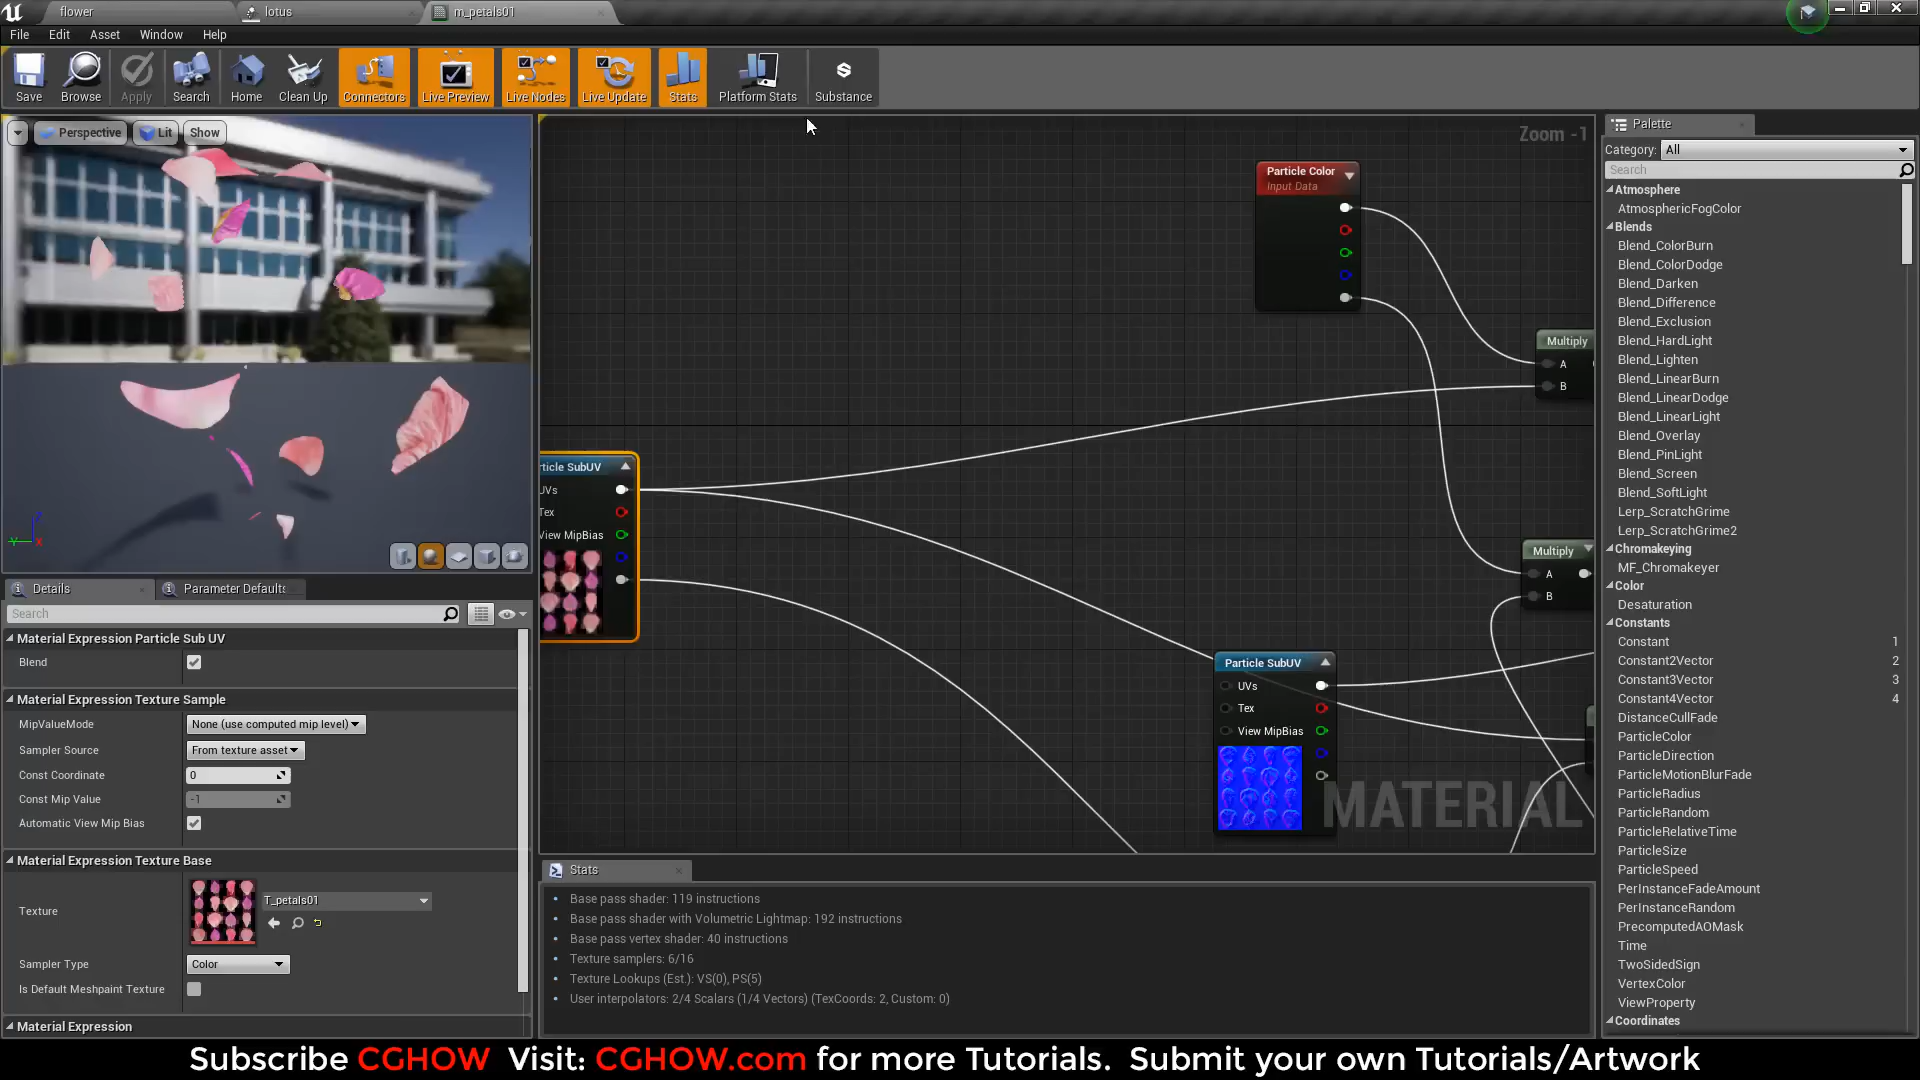 flower
lotus
m_petals01
File Edit Asset Window Help
Save Browse Apply Search Home Clean Up Connectors Live Preview Live Nodes Live Update Stats Platform Stats Substance
Perspective Lit Show
Zoom -1
Particle Color
Input Data
Multiply
A
B
rticle SubUV
UVs
Tex
View MipBias
Multiply
A
B
Particle SubUV
UVs
Tex
View MipBias
MATERIAL
Details
Parameter Defaults
Search
Material Expression Particle Sub UV
Blend
Material Expression Texture Sample
MipValueMode None (use computed mip level)
Sampler Source From texture asset
Const Coordinate 0
Const Mip Value -1
Automatic View Mip Bias
Material Expression Texture Base
Texture T_petals01
Sampler Type Color
Is Default Meshpaint Texture
Material Expression
Stats
Base pass shader: 119 instructions
Base pass shader with Volumetric Lightmap: 192 instructions
Base pass vertex shader: 40 instructions
Texture samplers: 6/16
Texture Lookups (Est.): VS(0), PS(5)
User interpolators: 2/4 Scalars (1/4 Vectors) (TexCoords: 2, Custom: 0)
Palette
Category: All
Search
Atmosphere
AtmosphericFogColor
Blends
Blend_ColorBurn
Blend_ColorDodge
Blend_Darken
Blend_Difference
Blend_Exclusion
Blend_HardLight
Blend_Lighten
Blend_LinearBurn
Blend_LinearDodge
Blend_LinearLight
Blend_Overlay
Blend_PinLight
Blend_Screen
Blend_SoftLight
Lerp_ScratchGrime
Lerp_ScratchGrime2
Chromakeying
MF_Chromakeyer
Color
Desaturation
Constants
Constant 1
Constant2Vector 2
Constant3Vector 3
Constant4Vector 4
DistanceCullFade
ParticleColor
ParticleDirection
ParticleMotionBlurFade
ParticleRadius
ParticleRandom
ParticleRelativeTime
ParticleSize
ParticleSpeed
PerInstanceFadeAmount
PerInstanceRandom
PrecomputedAOMask
Time
TwoSidedSign
VertexColor
ViewProperty
Coordinates
Subscribe CGHOW Visit: CGHOW.com for more Tutorials. Submit your own Tutorials/Artwork